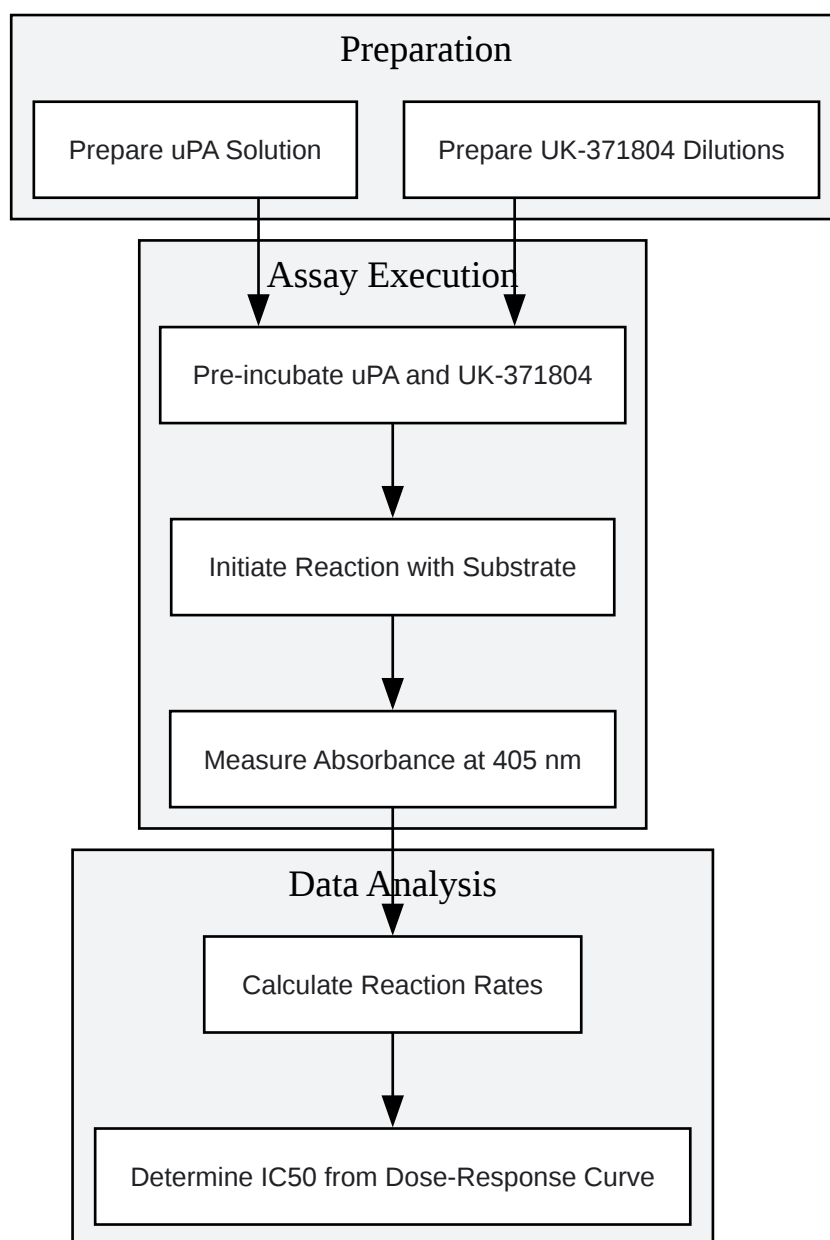 Preparation
Prepare uPA Solution
Prepare UK-371804 Dilutions
Assay Execution
Pre-incubate uPA and UK-371804
Initiate Reaction with Substrate
Measure Absorbance at 405 nm
Data Analysis
Calculate Reaction Rates
Determine IC50 from Dose-Response Curve